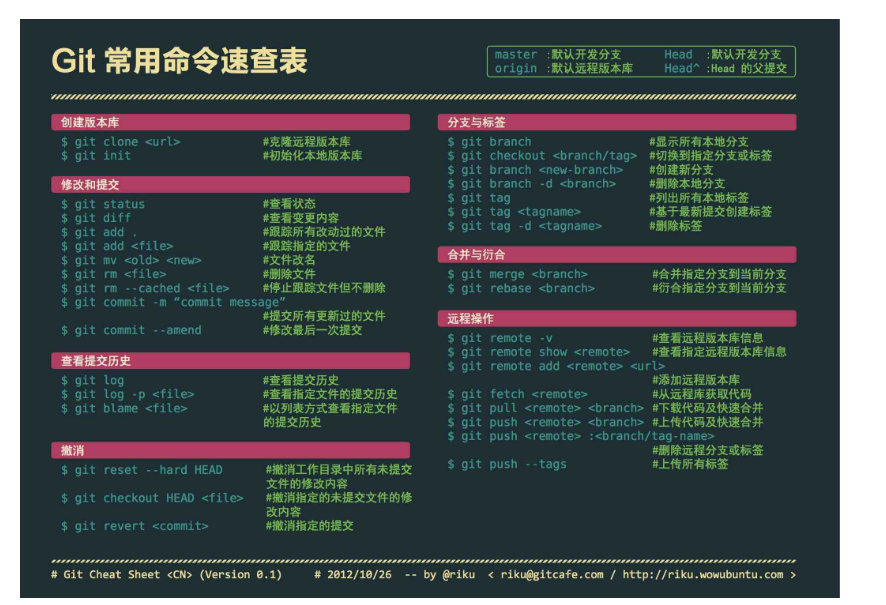 Git 常用命令速查表
master :默认开发分支 Head :默认开发分支
origin :默认远程版本库 Head^ :Head 的父提交
创建版本库
$ git clone <url> #克隆远程版本库
$ git init #初始化本地版本库
修改和提交
$ git status #查看状态
$ git diff #查看变更内容
$ git add . #跟踪所有改动过的文件
$ git add <file> #跟踪指定的文件
$ git mv <old> <new> #文件改名
$ git rm <file> #删除文件
$ git rm --cached <file> #停止跟踪文件但不删除
$ git commit -m “commit message”
#提交所有更新过的文件
$ git commit --amend #修改最后一次提交
查看提交历史
$ git log #查看提交历史
$ git log -p <file> #查看指定文件的提交历史
$ git blame <file> #以列表方式查看指定文件
的提交历史
撤消
$ git reset --hard HEAD #撤消工作目录中所有未提交
文件的修改内容
$ git checkout HEAD <file> #撤消指定的未提交文件的修
改内容
$ git revert <commit> #撤消指定的提交
分支与标签
$ git branch #显示所有本地分支
$ git checkout <branch/tag> #切换到指定分支或标签
$ git branch <new-branch> #创建新分支
$ git branch -d <branch> #删除本地分支
$ git tag #列出所有本地标签
$ git tag <tagname> #基于最新提交创建标签
$ git tag -d <tagname> #删除标签
合并与衍合
$ git merge <branch> #合并指定分支到当前分支
$ git rebase <branch> #衍合指定分支到当前分支
远程操作
$ git remote -v #查看远程版本库信息
$ git remote show <remote> #查看指定远程版本库信息
$ git remote add <remote> <url>
#添加远程版本库
$ git fetch <remote> #从远程库获取代码
$ git pull <remote> <branch> #下载代码及快速合并
$ git push <remote> <branch> #上传代码及快速合并
$ git push <remote> :<branch/tag-name>
#删除远程分支或标签
$ git push --tags #上传所有标签
# Git Cheat Sheet <CN> (Version 0.1) # 2012/10/26 -- by @riku < riku@gitcafe.com / http://riku.wowubuntu.com >